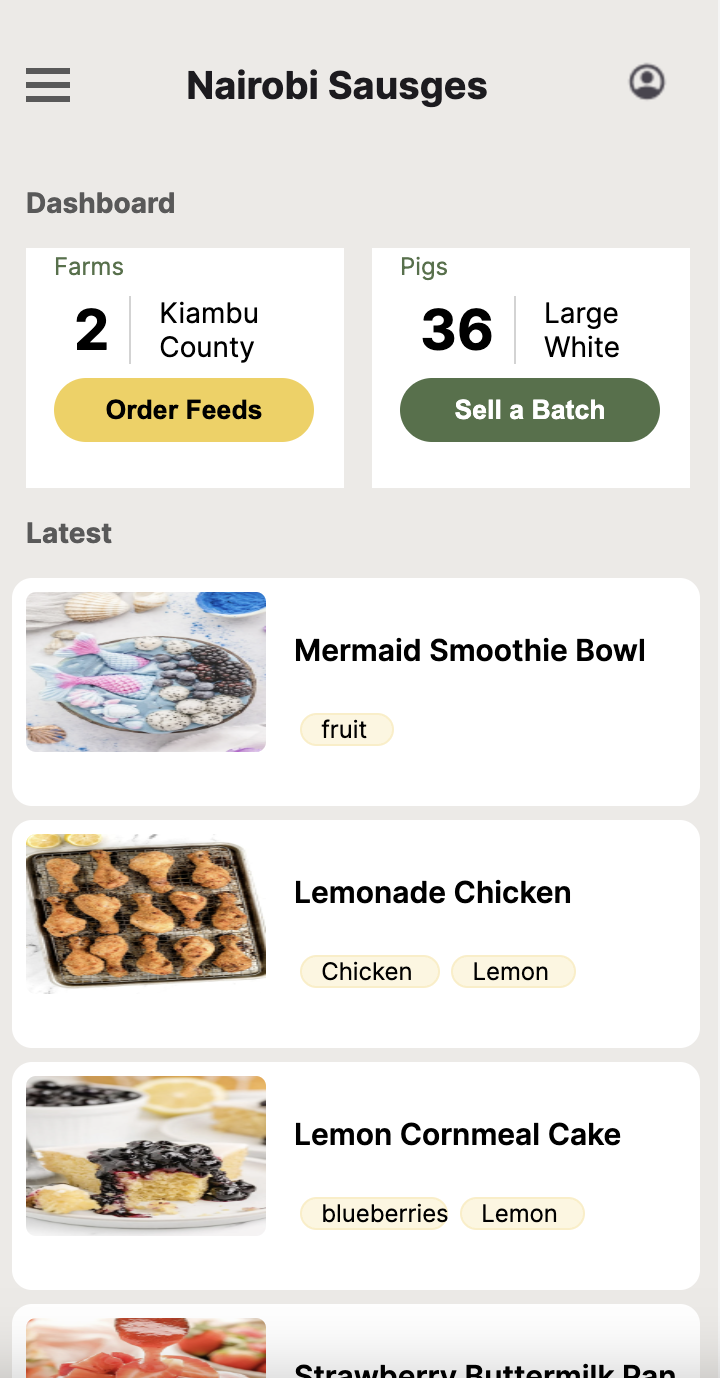 Nairobi Sausges
Dashboard
Farms
2
Kiambu
County
Order Feeds
Pigs
36
Large
White
Sell a Batch
Latest
Mermaid Smoothie Bowl
fruit
Lemonade Chicken
Chicken
Lemon
Lemon Cornmeal Cake
blueberries
Lemon
Strawberry Buttermilk Pan